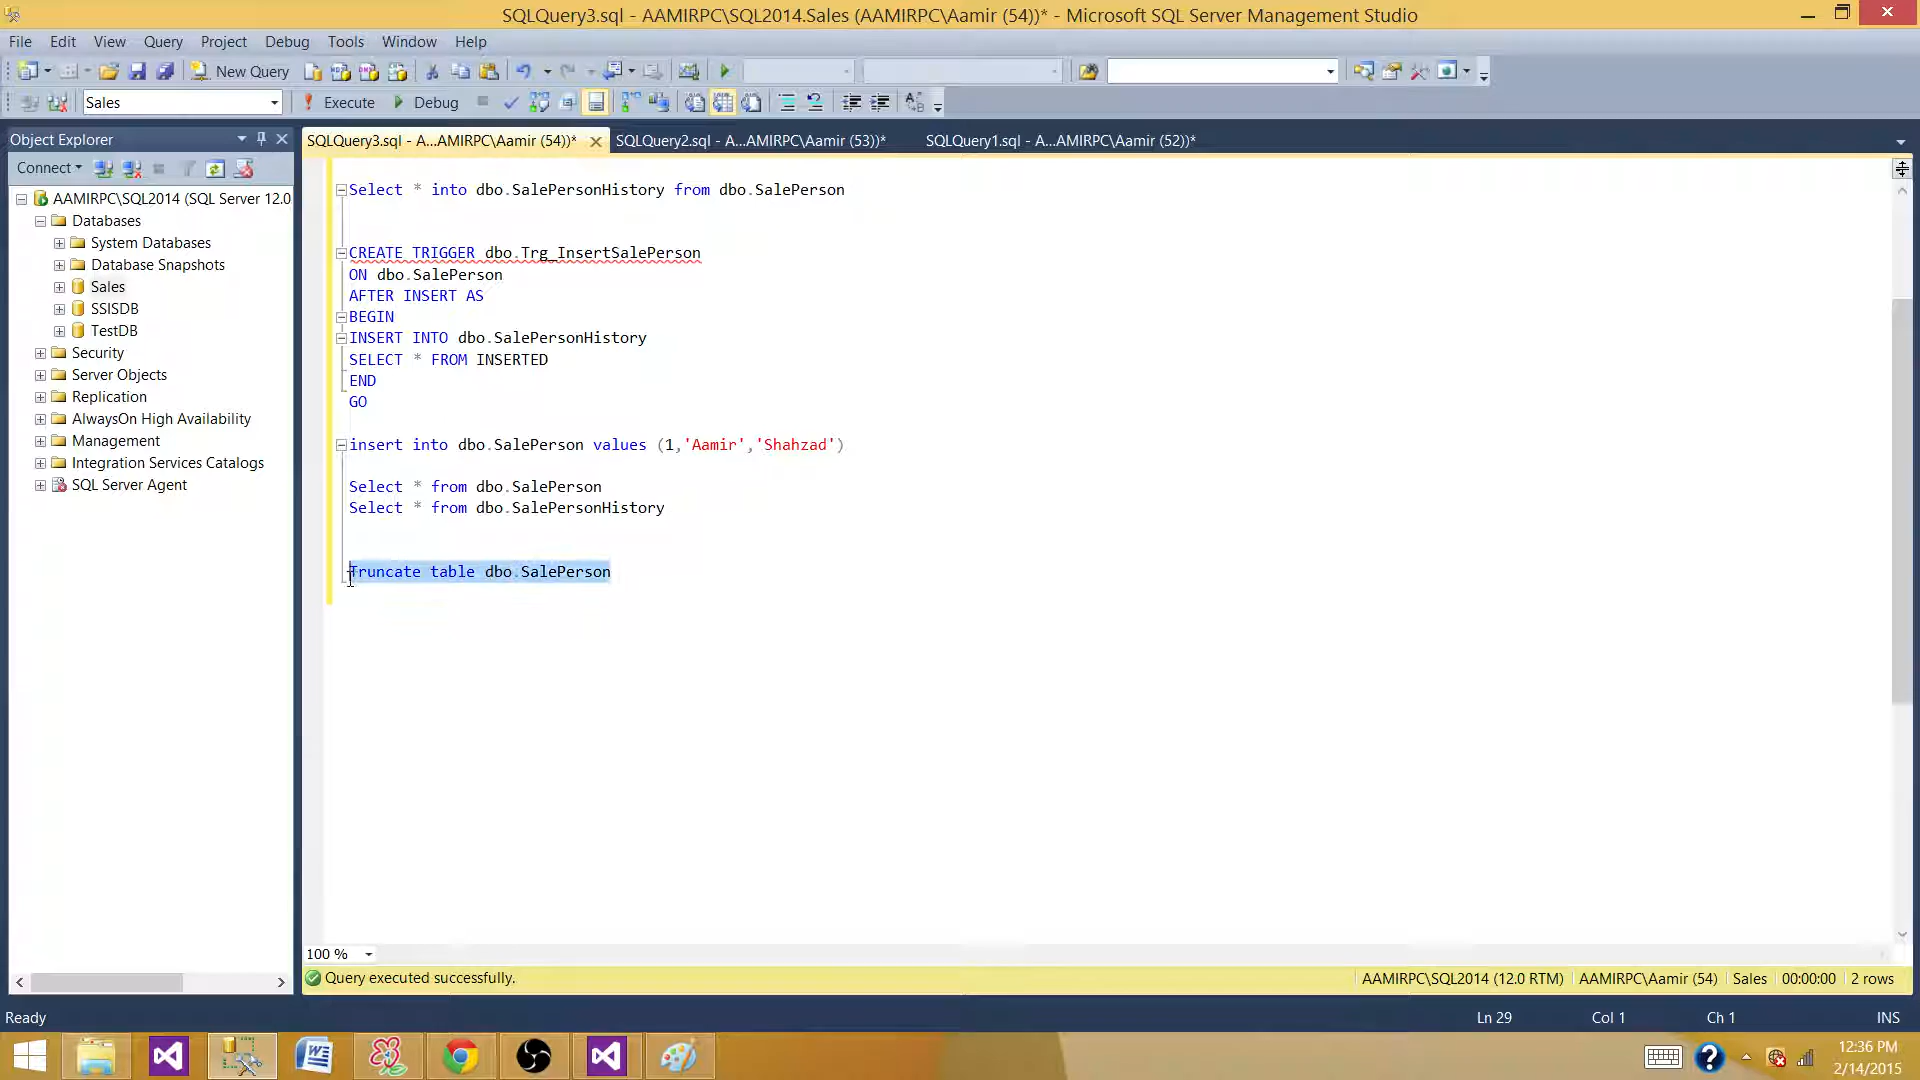 SQLQuery3.sql - AAMIRPC\SQL2014.Sales (AAMIRPC\Aamir (54))* - Microsoft SQL Server Management Studio
File Edit View Query Project Debug Tools Window Help
New Query
Sales Execute Debug
Object Explorer
SQLQuery3.sql - A...AMIRPC\Aamir (54))* SQLQuery2.sql - A...AMIRPC\Aamir (53))* SQLQuery1.sql - A...AMIRPC\Aamir (52))*
Connect
AAMIRPC\SQL2014 (SQL Server 12.0
Databases
System Databases
Database Snapshots
Sales
SSISDB
TestDB
Security
Server Objects
Replication
AlwaysOn High Availability
Management
Integration Services Catalogs
SQL Server Agent
Select * into dbo.SalePersonHistory from dbo.SalePerson
CREATE TRIGGER dbo.Trg_InsertSalePerson
ON dbo.SalePerson
AFTER INSERT AS
BEGIN
INSERT INTO dbo.SalePersonHistory
SELECT * FROM INSERTED
END
GO
insert into dbo.SalePerson values (1,'Aamir','Shahzad')
Select * from dbo.SalePerson
Select * from dbo.SalePersonHistory
Truncate table dbo.SalePerson
100 %
Query executed successfully. AAMIRPC\SQL2014 (12.0 RTM) AAMIRPC\Aamir (54) Sales 00:00:00 2 rows
Ready Ln 29 Col 1 Ch 1 INS
12:36 PM
2/14/2015